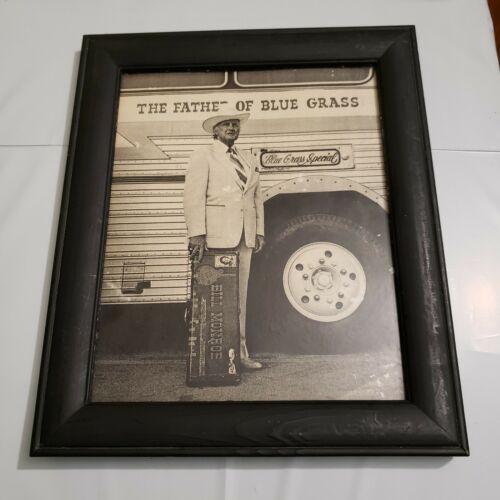 THE FATHER OF BLUE GRASS
Blue Grass Special
BILL MONROE